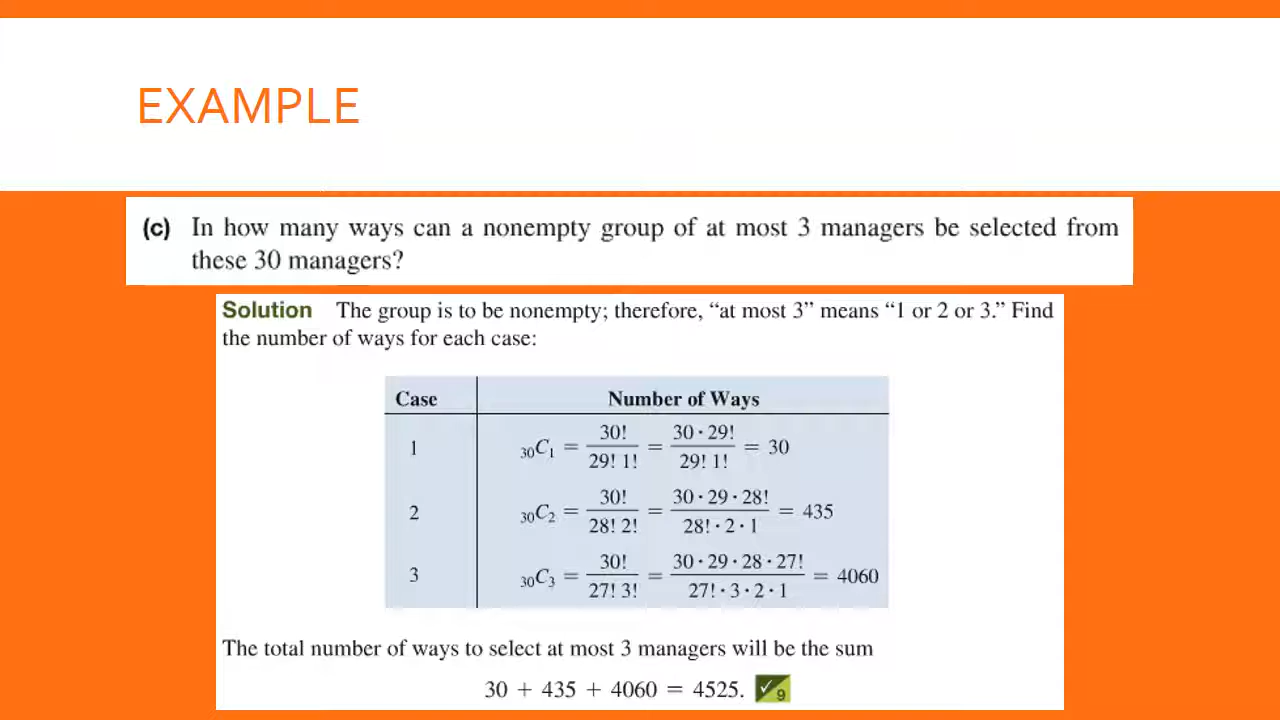 EXAMPLE
(c) In how many ways can a nonempty group of at most 3 managers be selected from
these 30 managers?
Solution The group is to be nonempty; therefore, “at most 3” means “1 or 2 or 3.” Find
the number of ways for each case:
Case Number of Ways
1 ₃₀C₁ = 30!/29! 1! = 30 · 29!/29! 1! = 30
2 ₃₀C₂ = 30!/28! 2! = 30 · 29 · 28!/28! · 2 · 1 = 435
3 ₃₀C₃ = 30!/27! 3! = 30 · 29 · 28 · 27!/27! · 3 · 2 · 1 = 4060
The total number of ways to select at most 3 managers will be the sum
30 + 435 + 4060 = 4525. ✓9